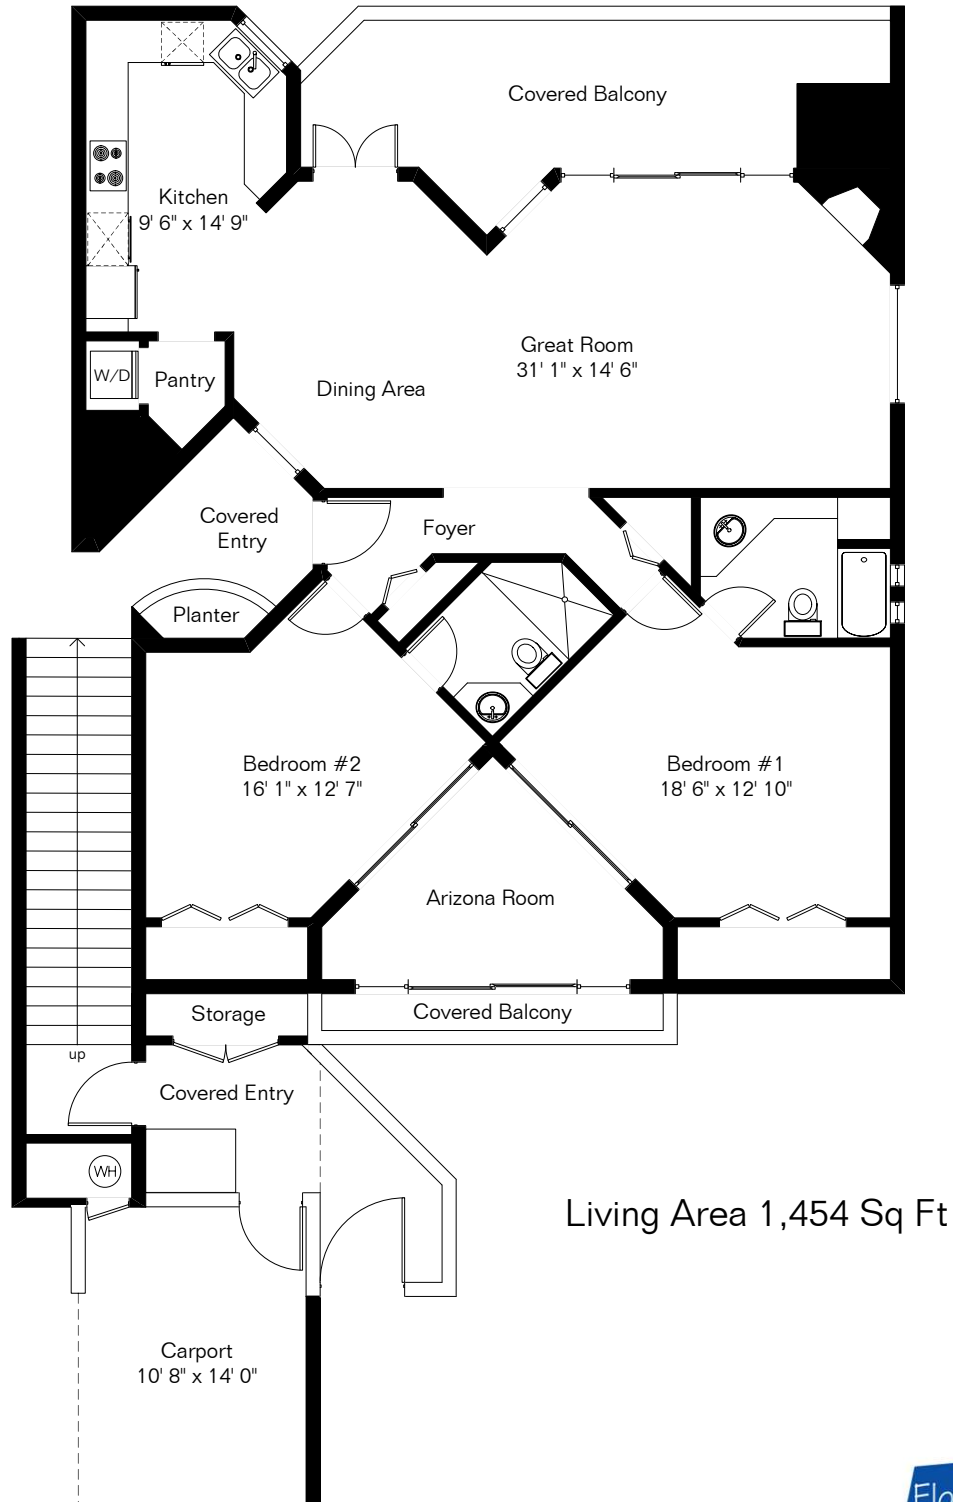 Covered Balcony
Kitchen
9' 6" x 14' 9"
Great Room
31' 1" x 14' 6"
W/D
Pantry
Dining Area
Covered
Entry
Foyer
Planter
Bedroom #2
16' 1" x 12' 7"
Bedroom #1
18' 6" x 12' 10"
Arizona Room
Storage
Covered Balcony
up
Covered Entry
WH
Living Area 1,454 Sq Ft
Carport
10' 8" x 14' 0"